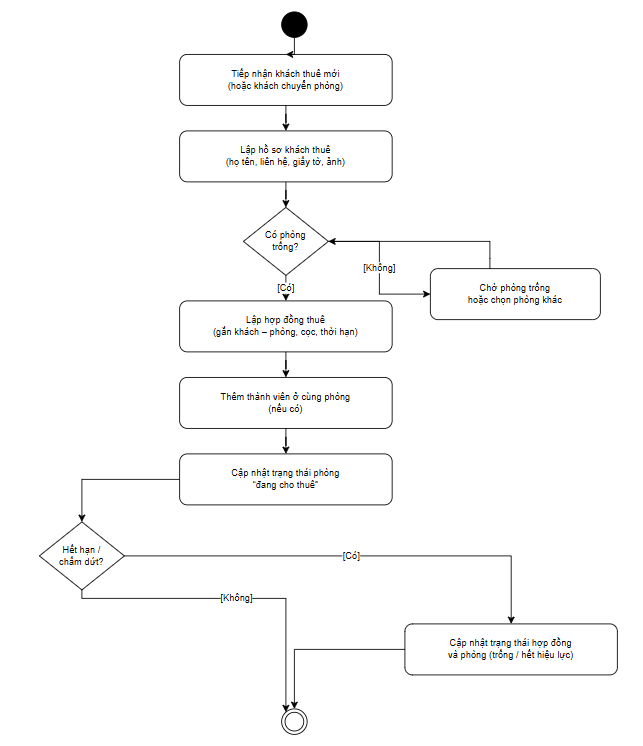 Tiếp nhận khách thuê mới
(hoặc khách chuyển phòng)
Lập hồ sơ khách thuê
(họ tên, liên hệ, giấy tờ, ảnh)
Có phòng
trống?
[Không]
[Có]
Chờ phòng trống
hoặc chọn phòng khác
Lập hợp đồng thuê
(gắn khách – phòng, cọc, thời hạn)
Thêm thành viên ở cùng phòng
(nếu có)
Cập nhật trạng thái phòng
"đang cho thuê"
Hết hạn /
chấm dứt?
[Có]
[Không]
Cập nhật trạng thái hợp đồng
và phòng (trống / hết hiệu lực)